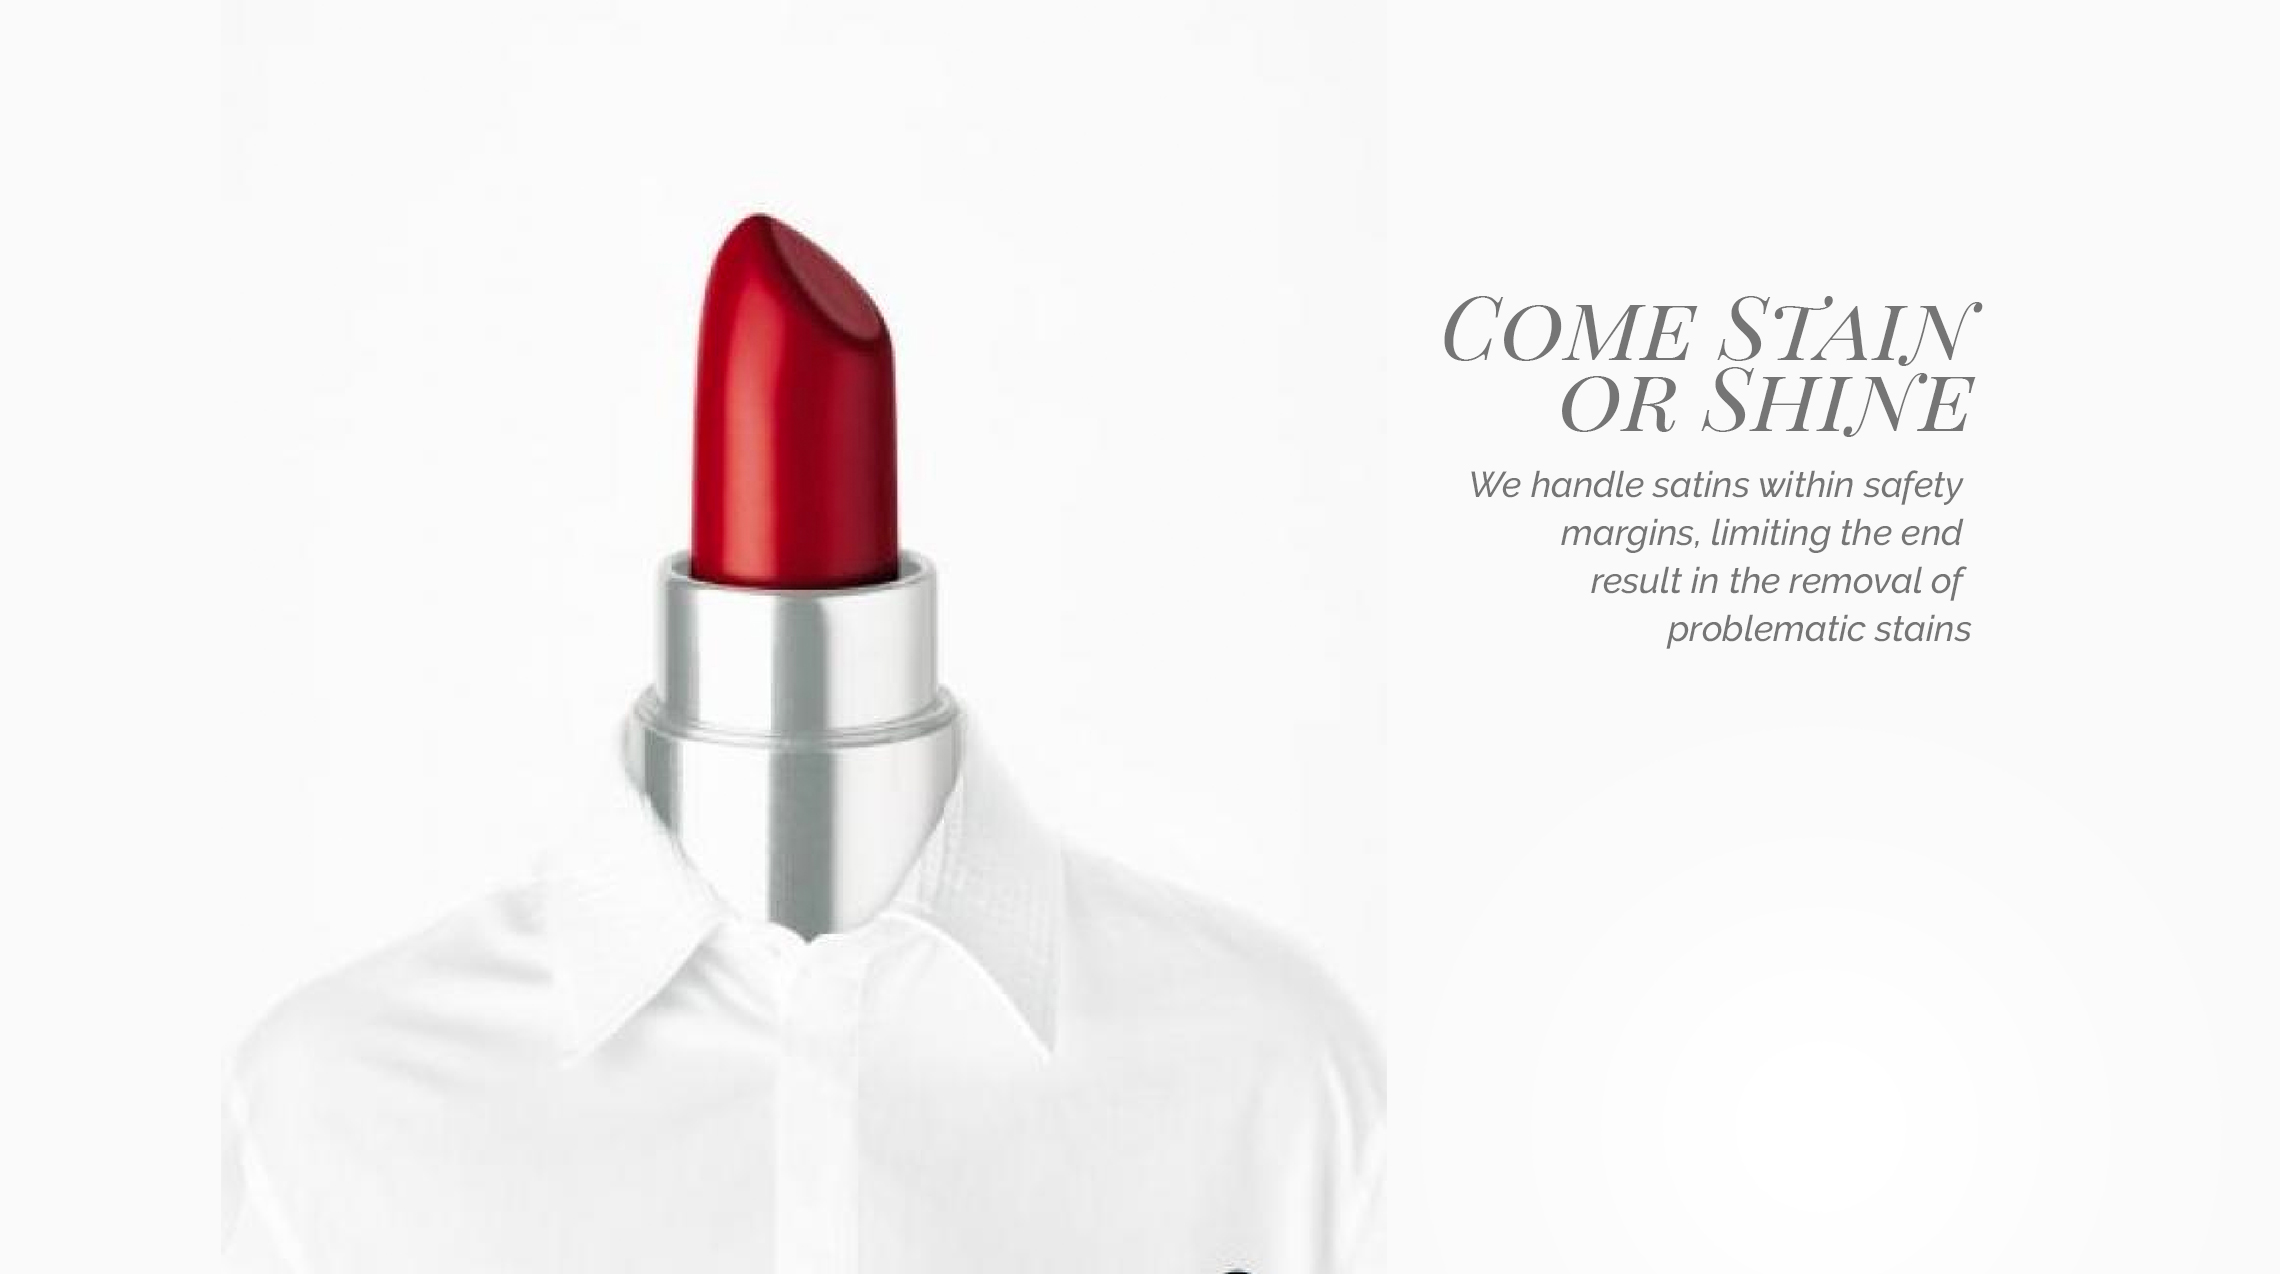 COME STAIN
OR SHINE
We handle satins within safety
margins, limiting the end
result in the removal of
problematic stains